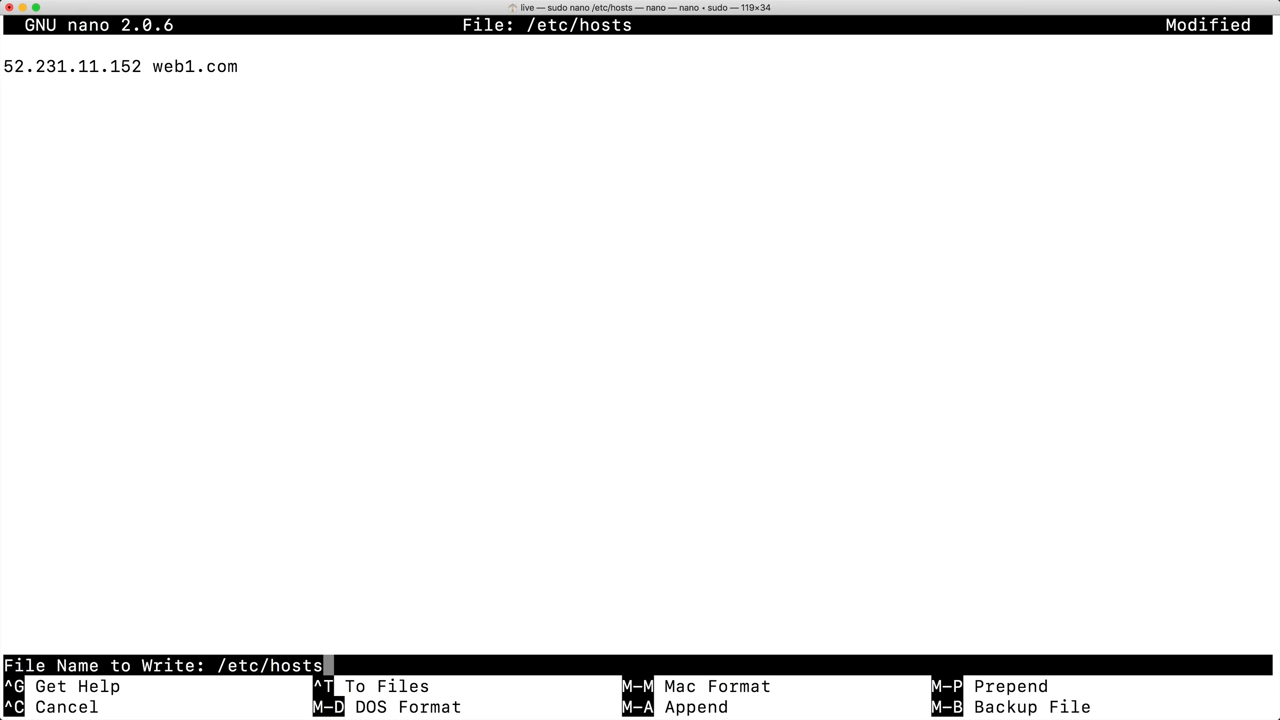 live — sudo nano /etc/hosts — nano — nano • sudo — 119×34
GNU nano 2.0.6 File: /etc/hosts Modified
52.231.11.152 web1.com
File Name to Write: /etc/hosts
^G Get Help ^T To Files M-M Mac Format M-P Prepend
^C Cancel M-D DOS Format M-A Append M-B Backup File